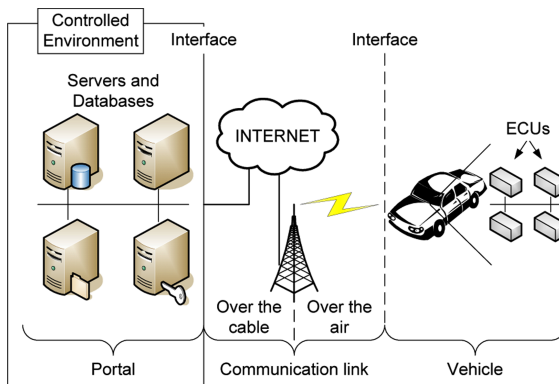 Controlled
Environment
Interface
Interface
Servers and
Databases
INTERNET
ECUs
Over the
cable
Over the
air
Portal
Communication link
Vehicle